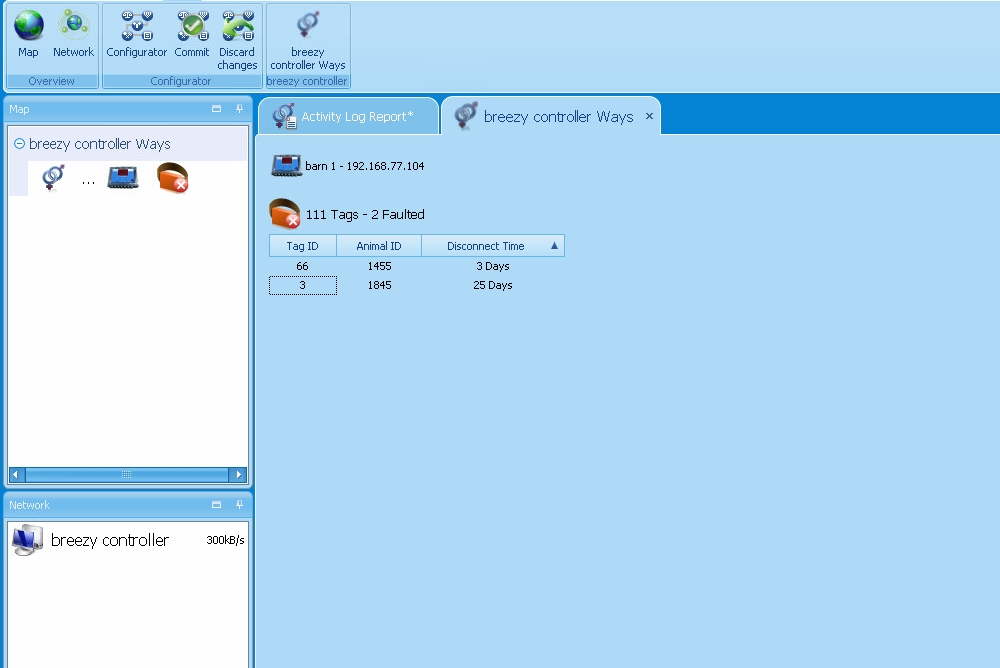 Map
Network
Configurator
Commit
Discard changes
breezy controller Ways
Overview
Configurator
breezy controller
Map
Activity Log Report*
breezy controller Ways
breezy controller Ways
...
barn 1 - 192.168.77.104
111 Tags - 2 Faulted
Tag ID Animal ID Disconnect Time
66 1455 3 Days
3 1845 25 Days
Network
breezy controller 300kB/s